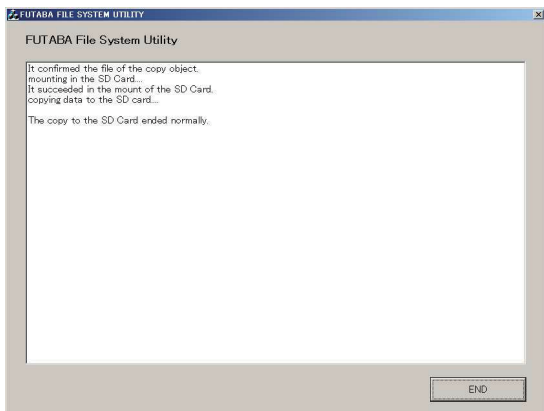 FUTABA FILE SYSTEM UTILITY
FUTABA File System Utility
It confirmed the file of the copy object.
mounting in the SD Card....
It succeeded in the mount of the SD Card.
copying data to the SD card....
The copy to the SD Card ended normally.
END